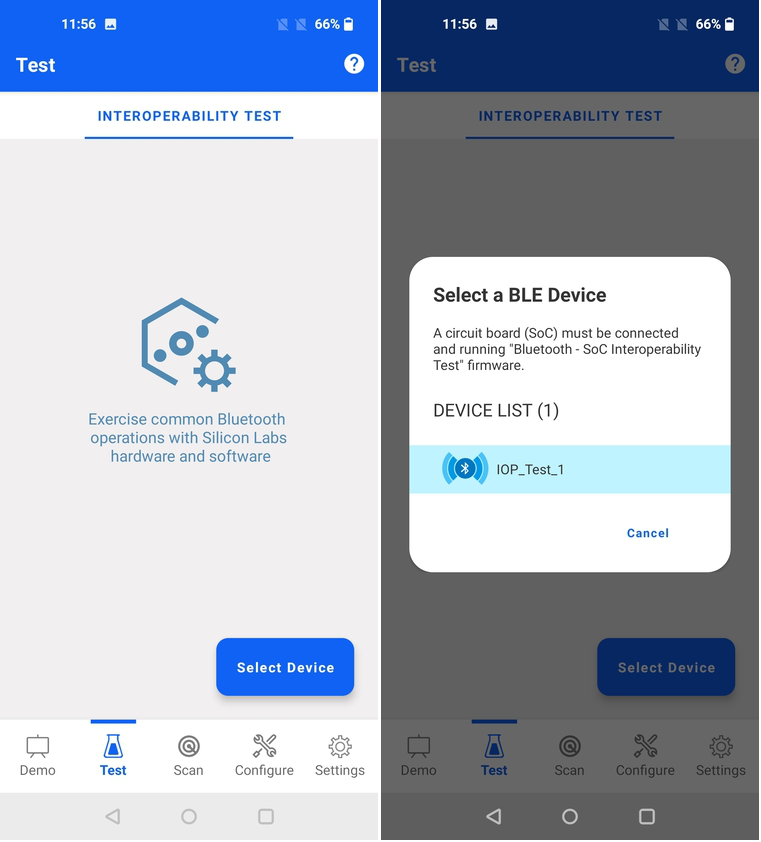 11:56
66%
Test
INTEROPERABILITY TEST
Exercise common Bluetooth
operations with Silicon Labs
hardware and software
Select Device
Demo
Test
Scan
Configure
Settings
11:56
66%
Test
INTEROPERABILITY TEST
Select a BLE Device
A circuit board (SoC) must be connected
and running "Bluetooth - SoC Interoperability
Test" firmware.
DEVICE LIST (1)
IOP_Test_1
Cancel
Select Device
Demo
Test
Scan
Configure
Settings